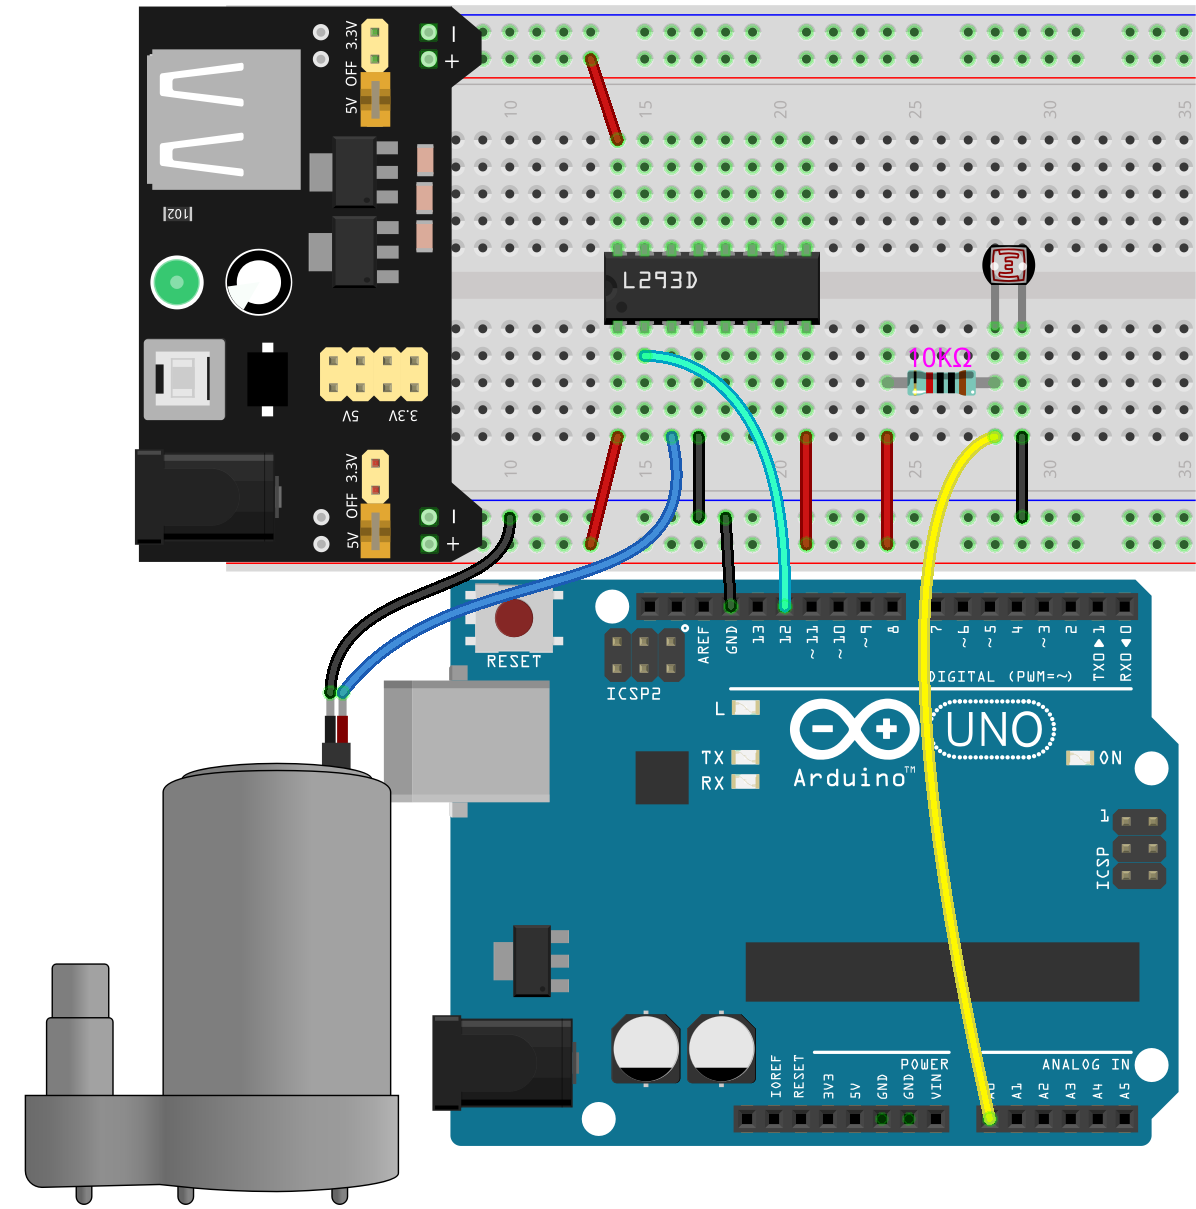 3.3V
OFF
5V
−
+
10
15
20
25
30
35
102
L293D
10KΩ
5V
3.3V
10
15
20
25
30
35
3.3V
OFF
5V
−
+
RESET
ICSP2
AREF
GND
13
12
~11
~10
~9
8
7
~6
~5
4
~3
2
TX0▶1
RX0◀0
DIGITAL (PWM=~)
L
TX
RX
Arduino™
UNO
ON
1
ICSP
POWER
ANALOG IN
IOREF
RESET
3V3
5V
GND
GND
VIN
A0
A1
A2
A3
A4
A5